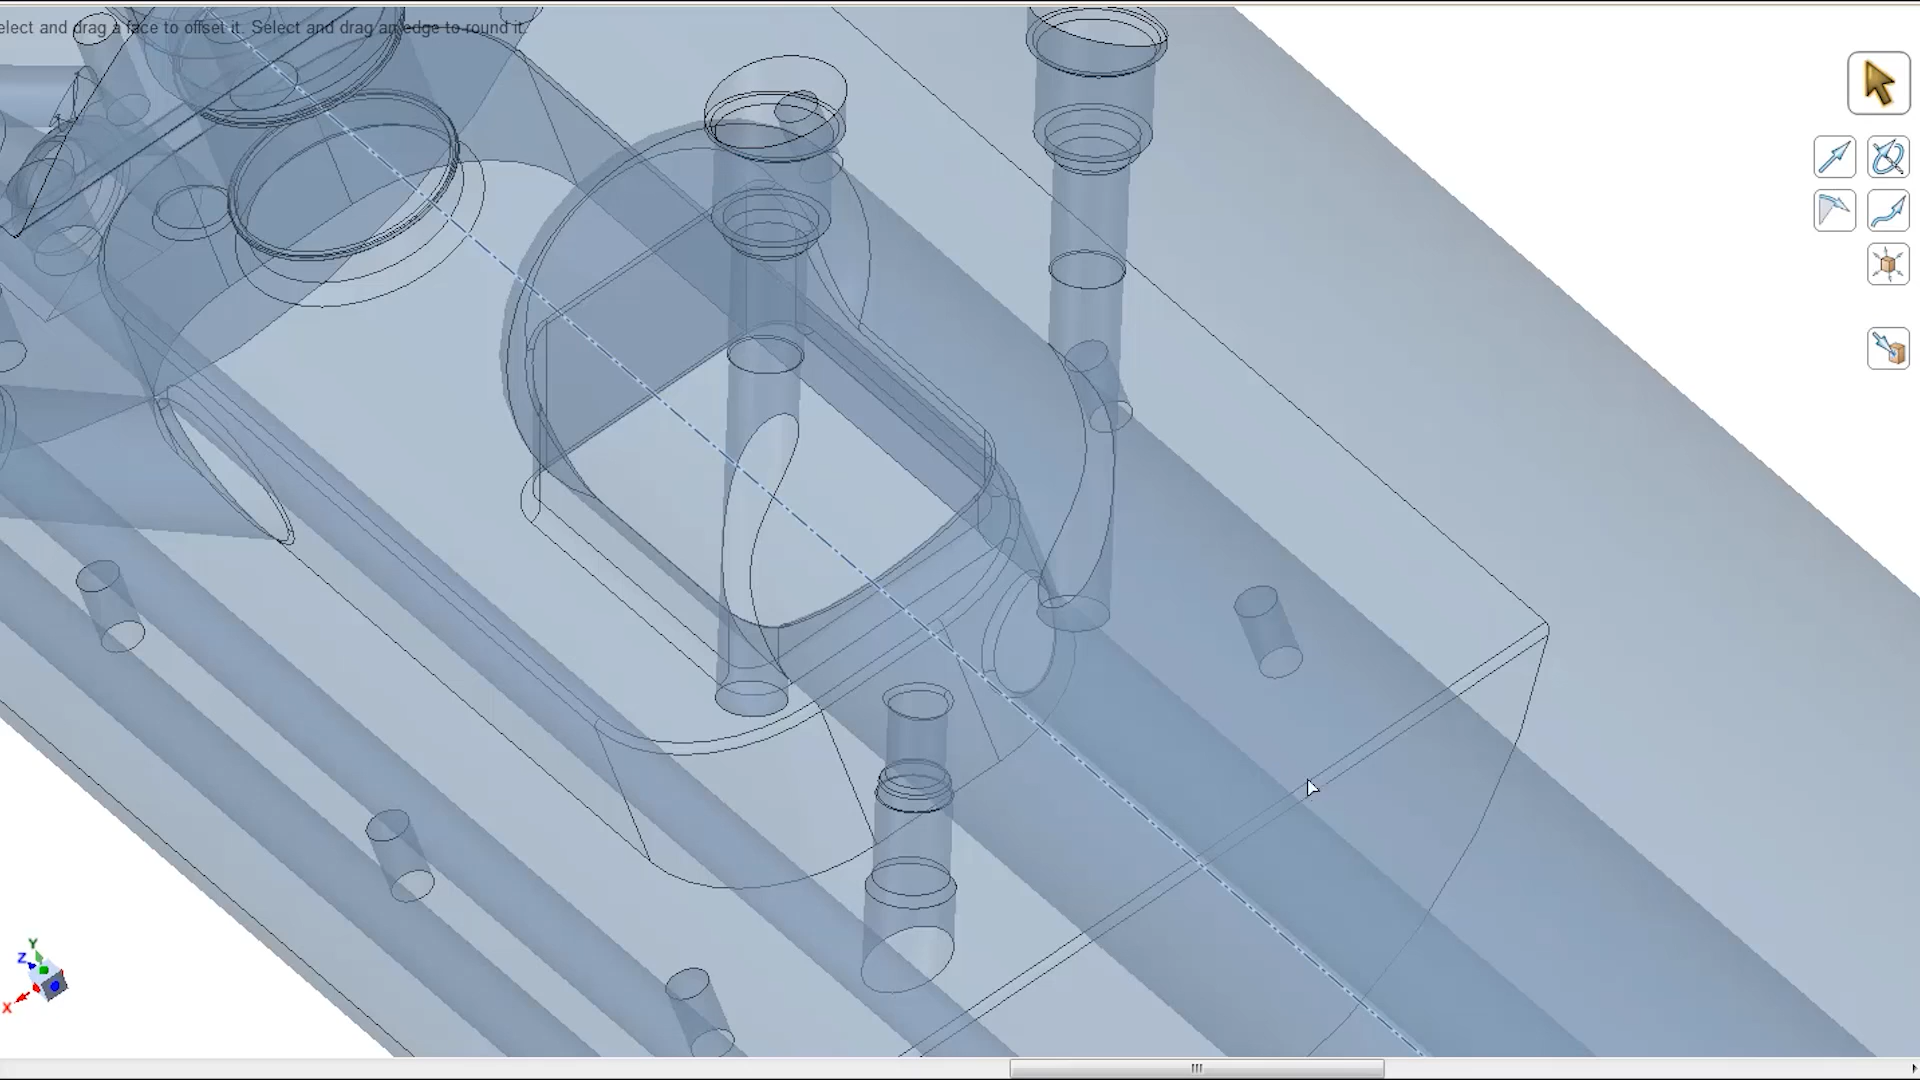 elect and drag a face to offset it. Select and drag an edge to round it.
Y
Z
X